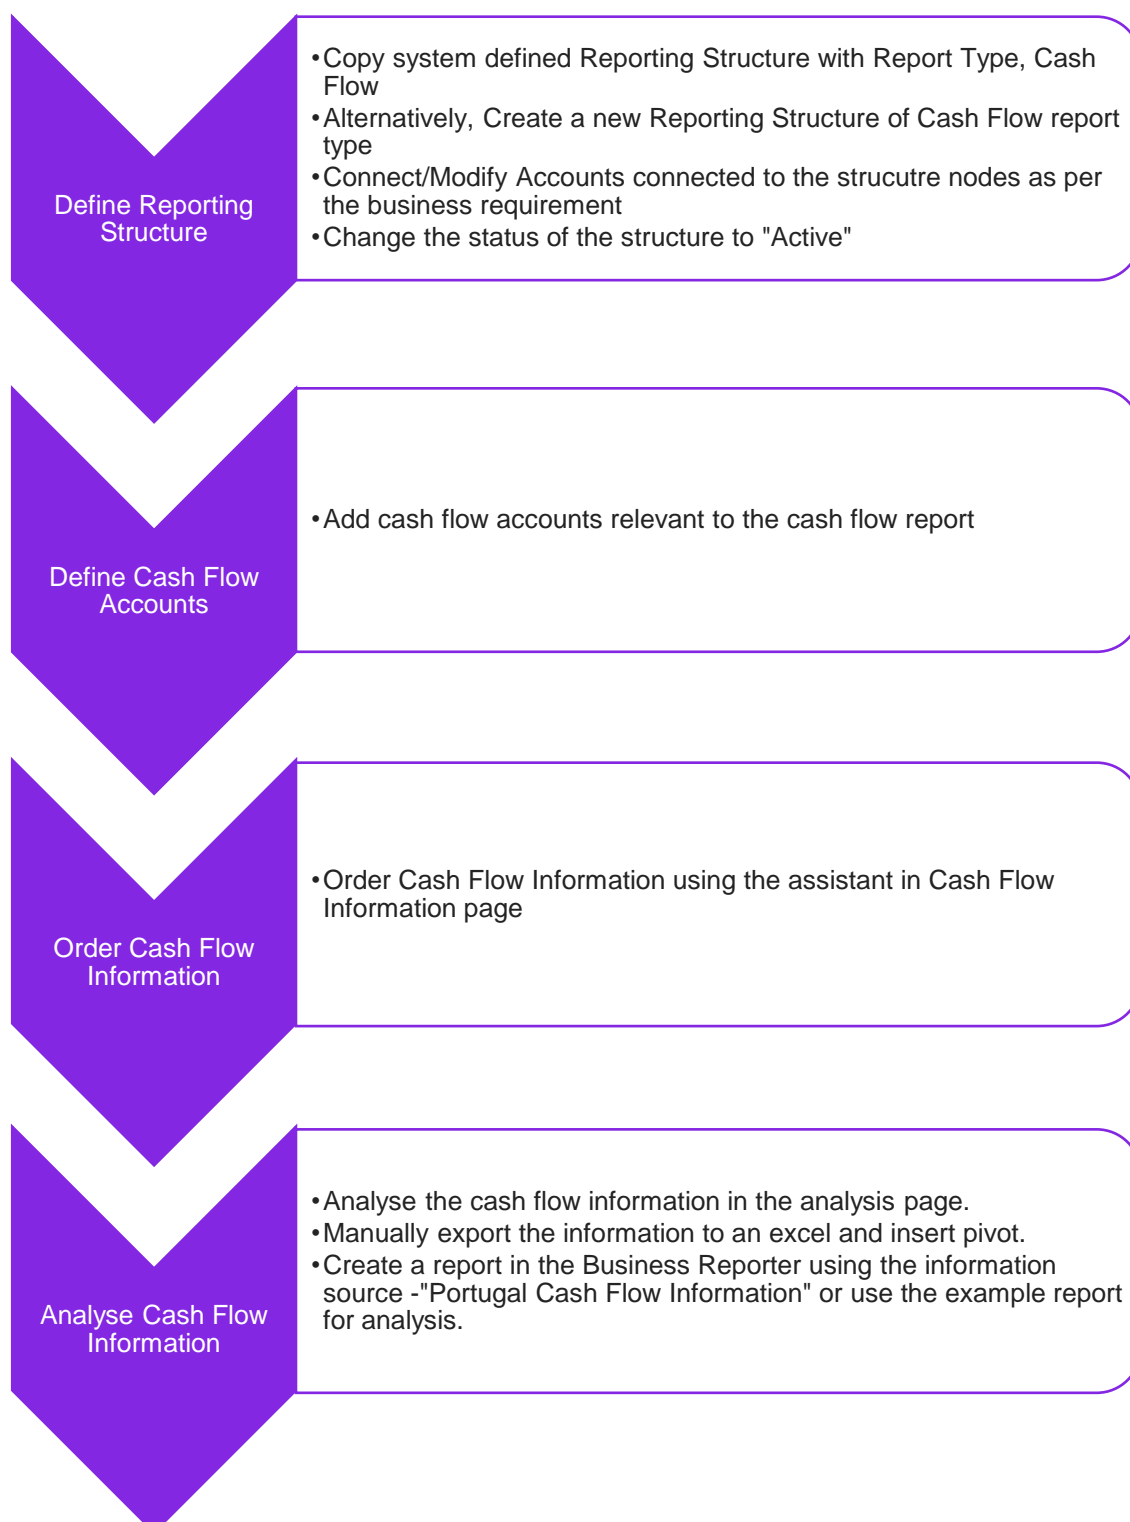 •Copy system defined Reporting Structure with Report Type, Cash
Flow
•Alternatively, Create a new Reporting Structure of Cash Flow report
type
•Connect/Modify Accounts connected to the strucutre nodes as per
the business requirement
•Change the status of the structure to "Active"
Define Reporting
Structure
•Add cash flow accounts relevant to the cash flow report
Define Cash Flow
Accounts
•Order Cash Flow Information using the assistant in Cash Flow
Information page
Order Cash Flow
Information
•Analyse the cash flow information in the analysis page.
•Manually export the information to an excel and insert pivot.
•Create a report in the Business Reporter using the information
source -"Portugal Cash Flow Information" or use the example report
for analysis.
Analyse Cash Flow
Information